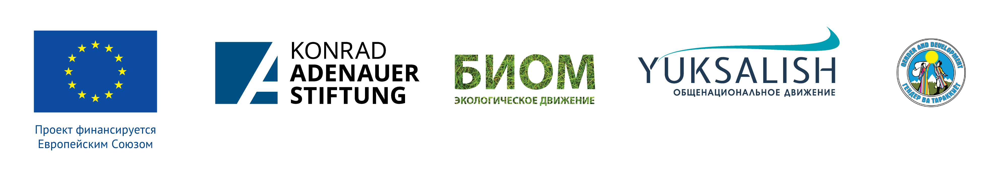 Проект финансируется
Европейским Союзом
KONRAD
ADENAUER
STIFTUNG
БИОМ
ЭКОЛОГИЧЕСКОЕ ДВИЖЕНИЕ
YUKSALISH
ОБЩЕНАЦИОНАЛЬНОЕ ДВИЖЕНИЕ
GENDER AND DEVELOPMENT
ГЕНДЕР ВА ТАРАҚҚИЁТ